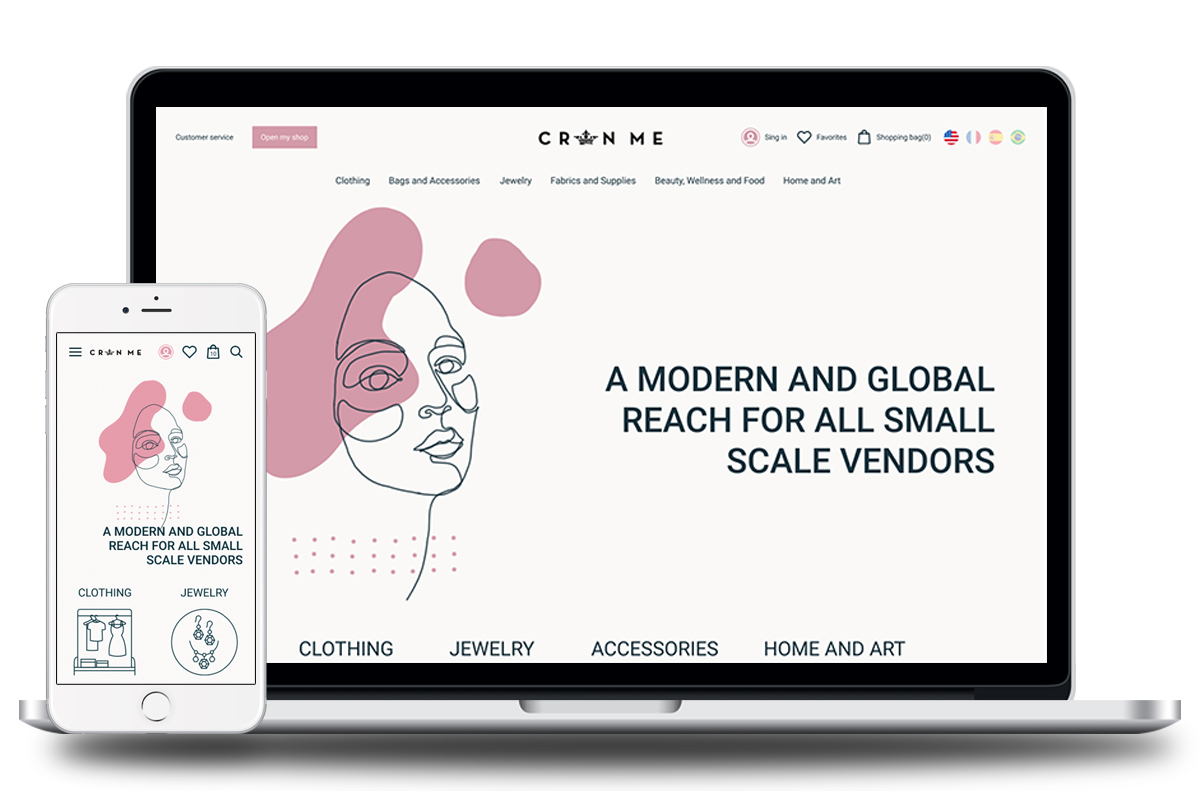 Customer service
Open my shop
CR WN ME
Sing in
Favorites
Shopping bag(0)
Clothing
Bags and Accessories
Jewelry
Fabrics and Supplies
Beauty, Wellness and Food
Home and Art
A MODERN AND GLOBAL
REACH FOR ALL SMALL
SCALE VENDORS
CLOTHING
JEWELRY
ACCESSORIES
HOME AND ART
CR WN ME
10
A MODERN AND GLOBAL
REACH FOR ALL SMALL
SCALE VENDORS
CLOTHING
JEWELRY